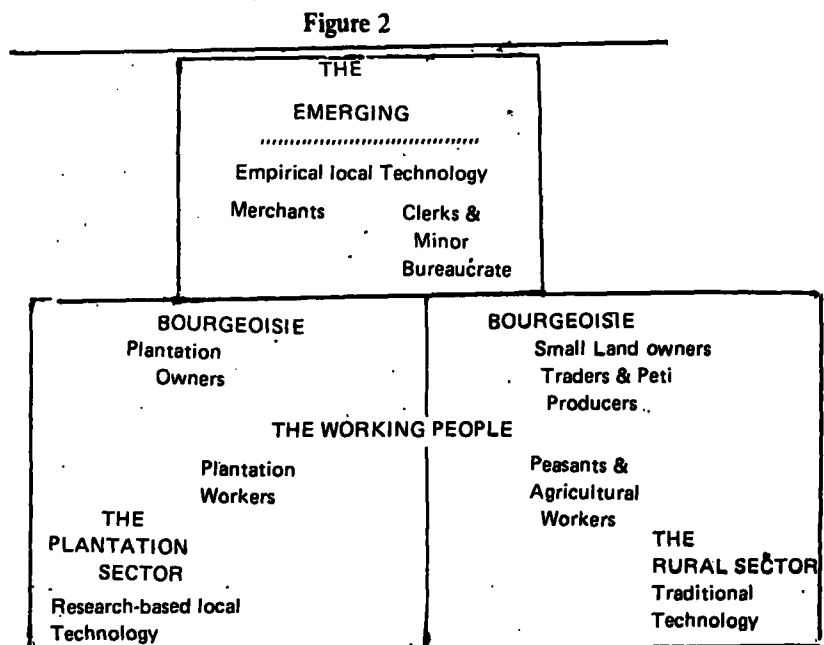 Figure 2
THE
EMERGING
Empirical local Technology
Merchants
Clerks &
Minor
Bureaucrate
BOURGEOISIE
Plantation
Owners
BOURGEOISIE
Small Land owners
Traders & Peti
Producers
THE WORKING PEOPLE
Plantation
Workers
Peasants &
Agricultural
Workers
THE
PLANTATION
SECTOR
Research-based local
Technology
THE
RURAL SECTOR
Traditional
Technology